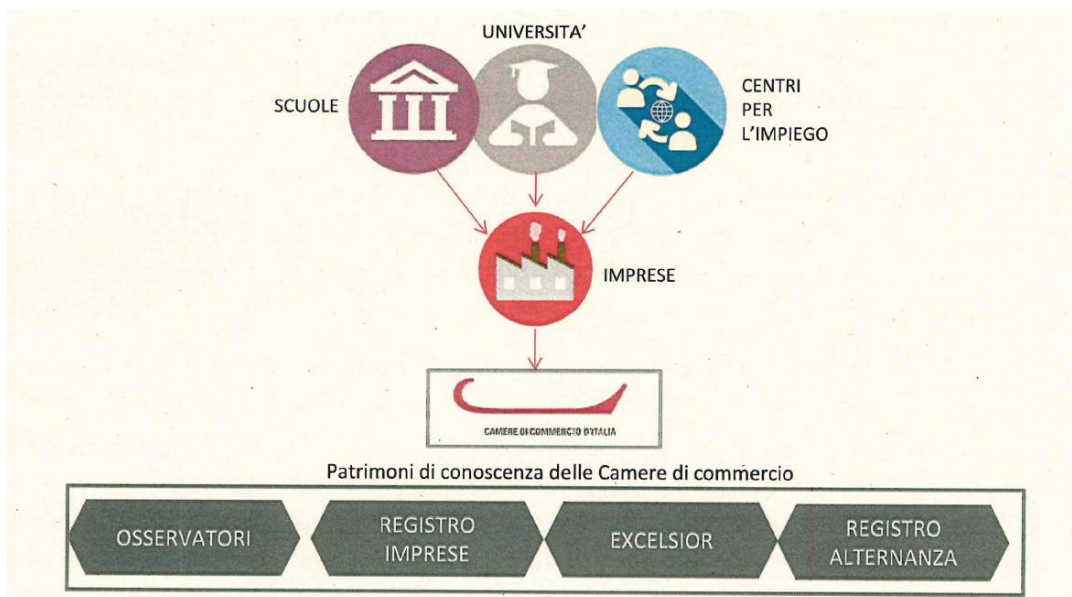 UNIVERSITA'
SCUOLE
CENTRI
PER
L'IMPIEGO
IMPRESE
CAMERE DI COMMERCIO D'ITALIA
Patrimoni di conoscenza delle Camere di commercio
OSSERVATORI
REGISTRO
IMPRESE
EXCELSIOR
REGISTRO
ALTERNANZA